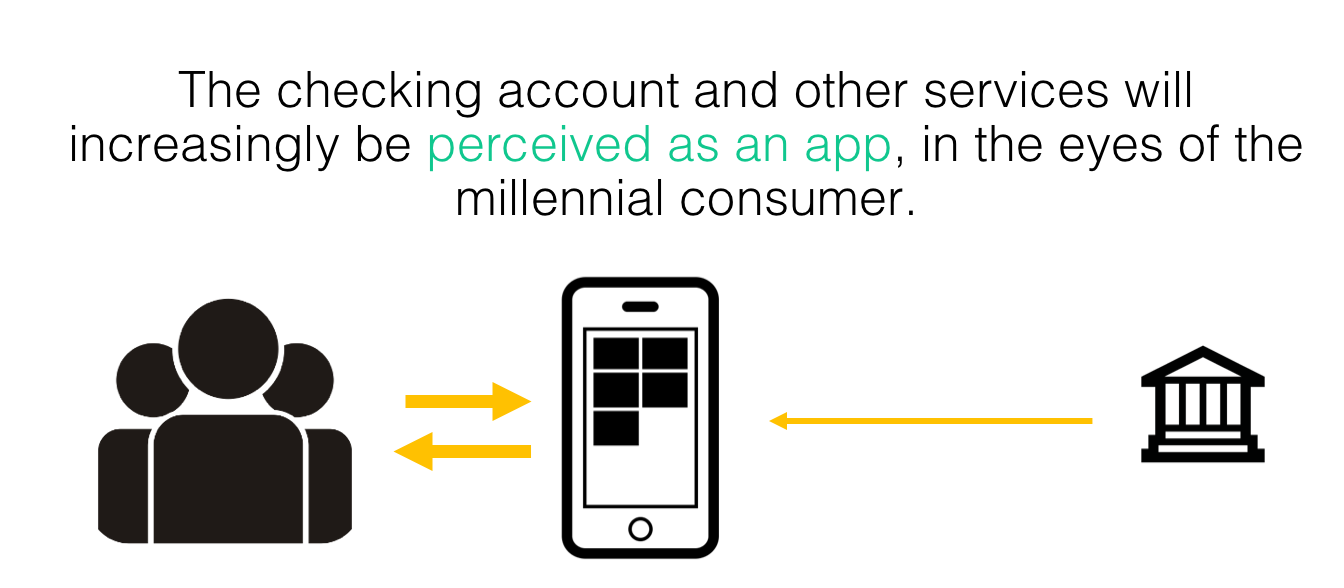 The checking account and other services will
increasingly be perceived as an app, in the eyes of the
millennial consumer.